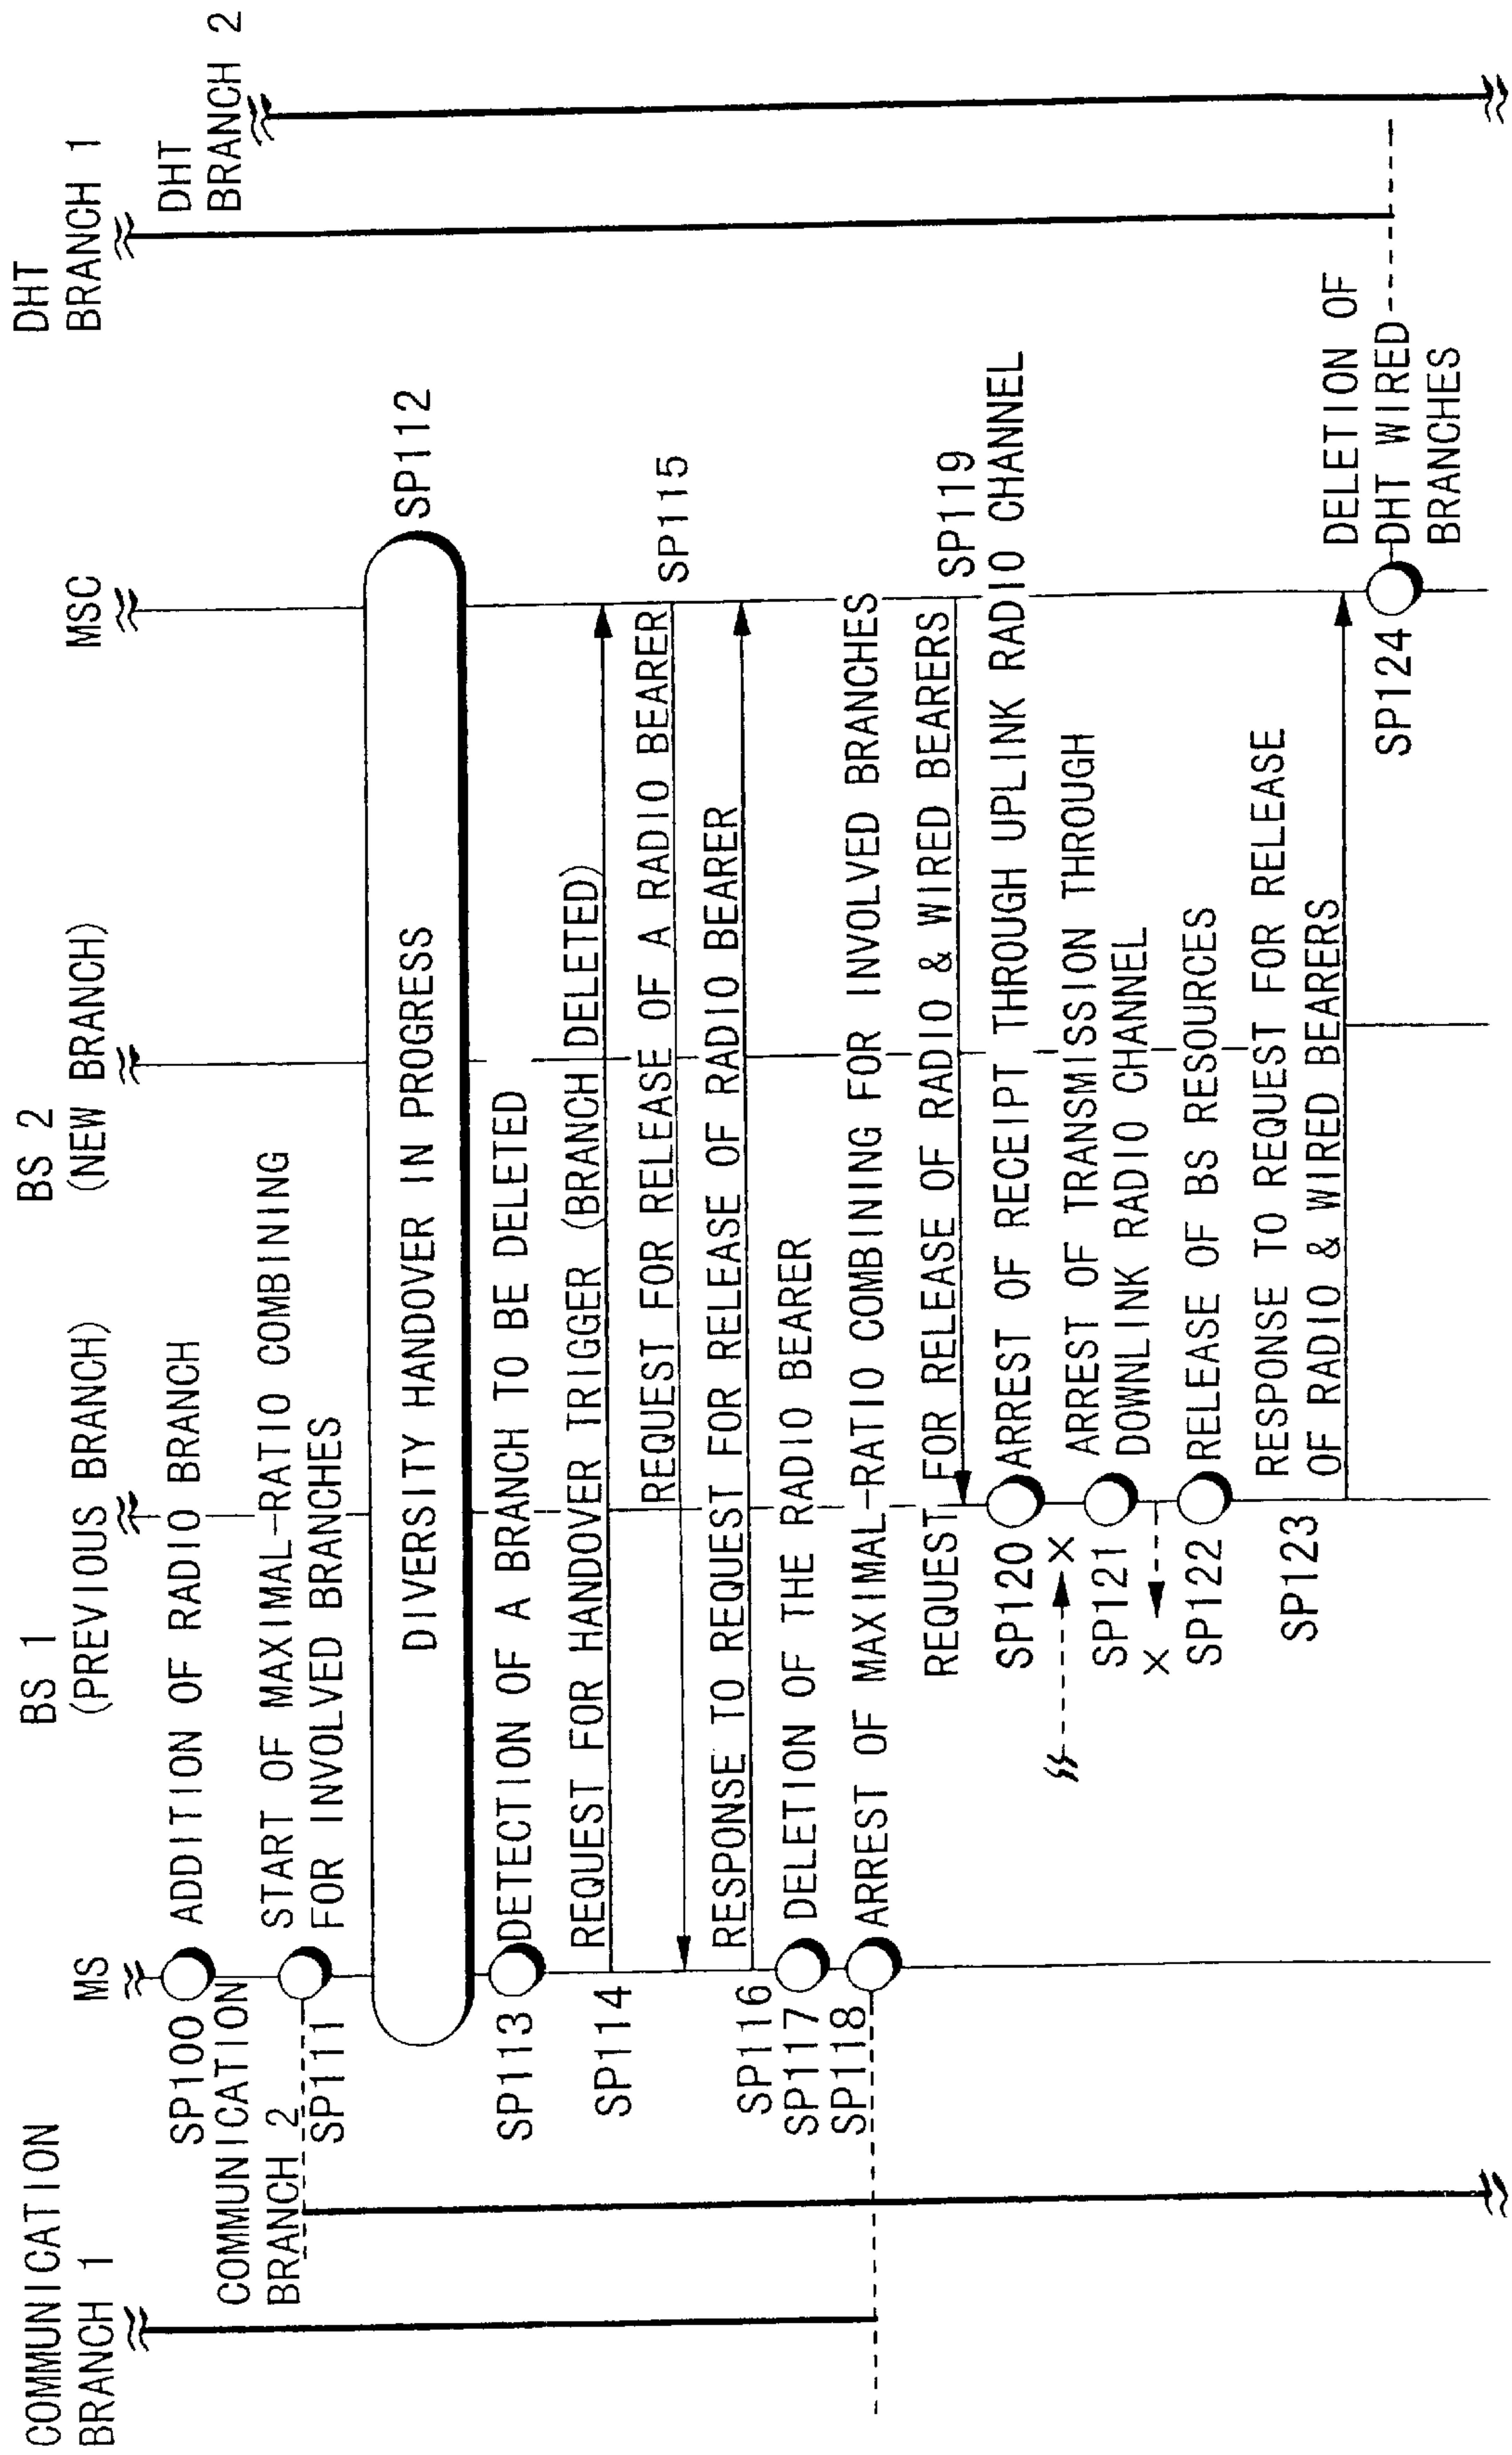 COMMUNICATION
BRANCH 1
MS
BS 1
(PREVIOUS BRANCH)
BS 2
(NEW BRANCH)
MSC
DHT
BRANCH 1
DHT
BRANCH 2
SP100
ADDITION OF RADIO BRANCH
COMMUNICATION
BRANCH 2
SP111
START OF MAXIMAL-RATIO COMBINING
FOR INVOLVED BRANCHES
DIVERSITY HANDOVER IN PROGRESS
SP112
SP113
DETECTION OF A BRANCH TO BE DELETED
SP114
REQUEST FOR HANDOVER TRIGGER (BRANCH DELETED)
REQUEST FOR RELEASE OF A RADIO BEARER
SP115
SP116
RESPONSE TO REQUEST FOR RELEASE OF RADIO BEARER
SP117
DELETION OF THE RADIO BEARER
SP118
ARREST OF MAXIMAL-RATIO COMBINING FOR INVOLVED BRANCHES
REQUEST FOR RELEASE OF RADIO & WIRED BEARERS
SP119
SP120
ARREST OF RECEIPT THROUGH UPLINK RADIO CHANNEL
X
SP121
ARREST OF TRANSMISSION THROUGH
DOWNLINK RADIO CHANNEL
X
SP122
RELEASE OF BS RESOURCES
SP123
RESPONSE TO REQUEST FOR RELEASE
OF RADIO & WIRED BEARERS
SP124
DELETION OF
DHT WIRED
BRANCHES